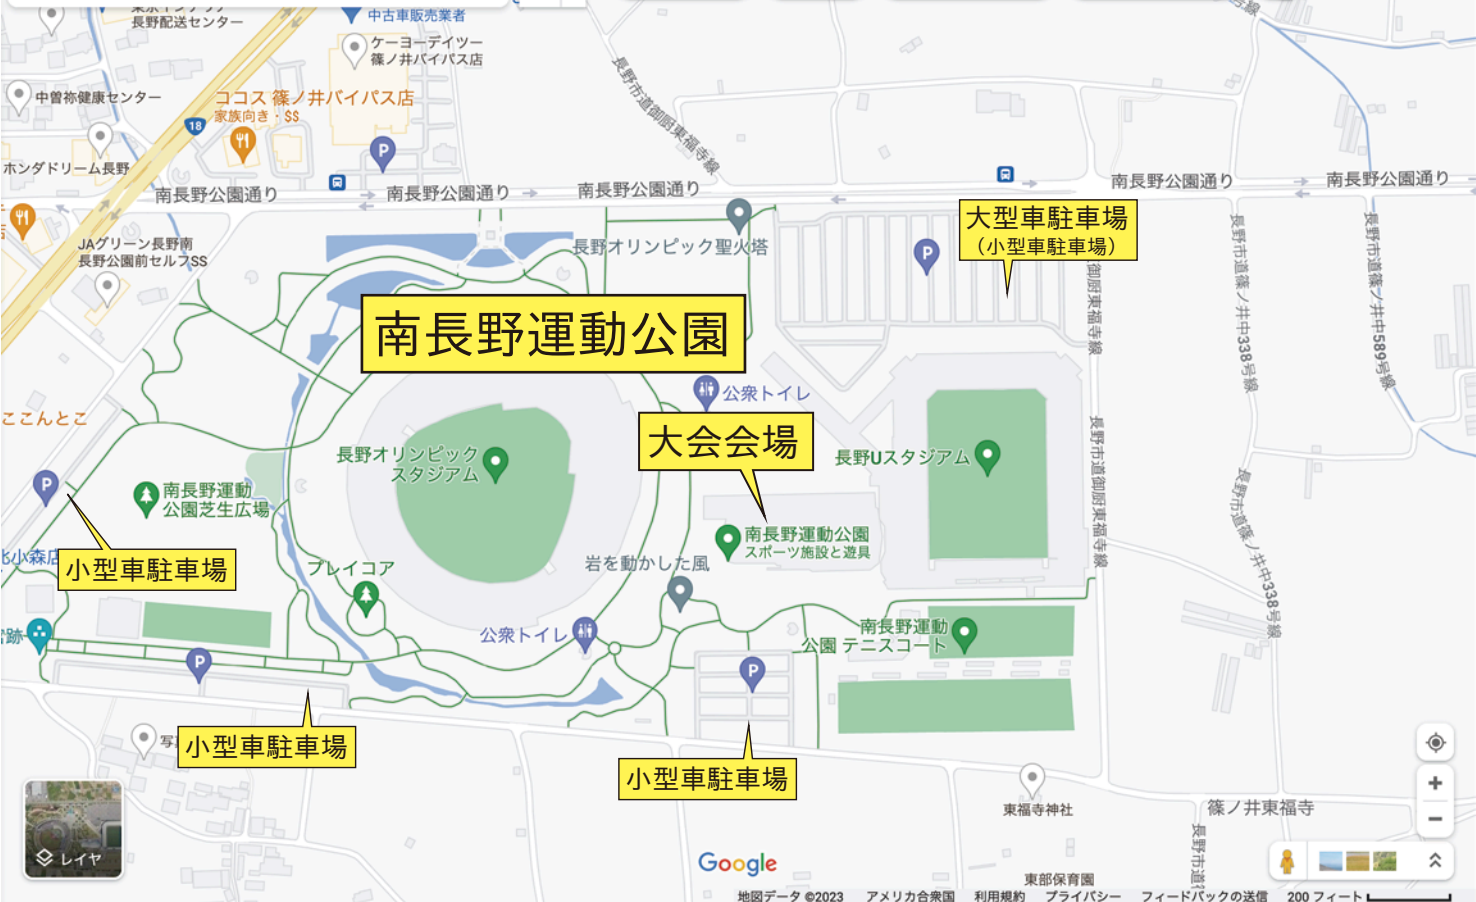 長野配送センター
中古車販売業者
ケーヨーデイツー
篠ノ井バイパス店
中曽祢健康センター
ココス 篠ノ井バイパス店
家族向き・$$
18
P
ホンダドリーム長野
長野市道御厨東福寺線
南長野公園通り
南長野公園通り
南長野公園通り
南長野公園通り
南長野公園通り
JAグリーン長野南
長野公園前セルフSS
長野オリンピック聖火塔
P
大型車駐車場
(小型車駐車場)
御厨東福寺線
長野市道篠ノ井中338号線
長野市道篠ノ井中589号線
南長野運動公園
公衆トイレ
大会会場
長野オリンピック
スタジアム
長野Uスタジアム
長野市道御厨東福寺線
長野市道篠ノ井中338号線
ここんとこ
P
南長野運動
公園芝生広場
南長野運動公園
スポーツ施設と遊具
北小森店
小型車駐車場
プレイコア
岩を動かした風
公衆トイレ
南長野運動
公園 テニスコート
P
P
小型車駐車場
小型車駐車場
東福寺神社
篠ノ井東福寺
長野市道
レイヤ
Google
東部保育園
地図データ ©2023 アメリカ合衆国 利用規約 プライバシー フィードバックの送信 200 フィート